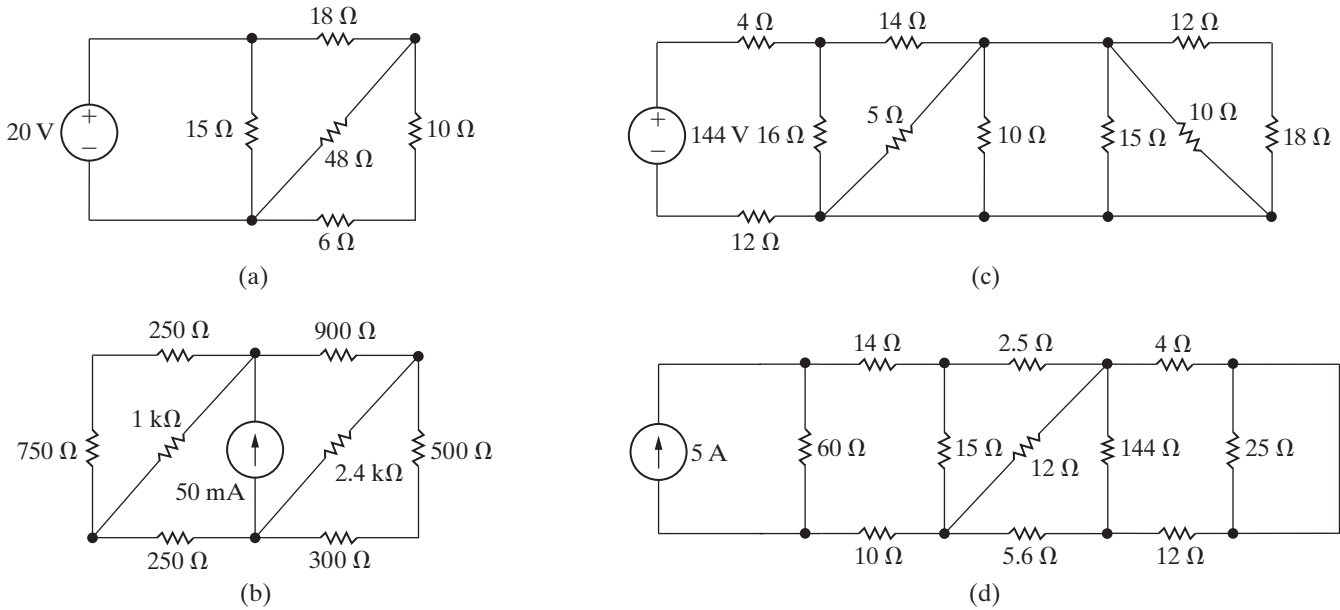 18 Ω
20 V
+
−
15 Ω
48 Ω
10 Ω
6 Ω
(a)
4 Ω
14 Ω
12 Ω
+
−
144 V
16 Ω
5 Ω
10 Ω
15 Ω
10 Ω
18 Ω
12 Ω
(c)
250 Ω
900 Ω
750 Ω
1 kΩ
50 mA
2.4 kΩ
500 Ω
250 Ω
300 Ω
(b)
14 Ω
2.5 Ω
4 Ω
5 A
60 Ω
15 Ω
12 Ω
144 Ω
25 Ω
10 Ω
5.6 Ω
12 Ω
(d)